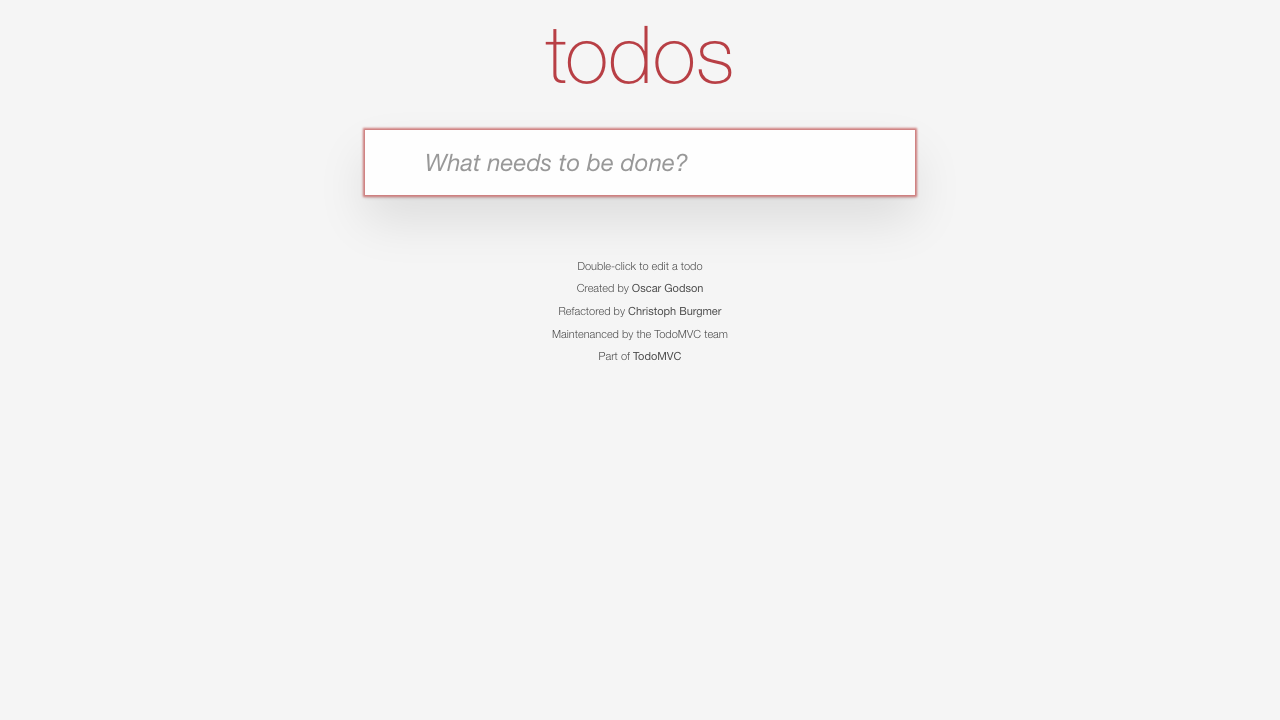 todos
What needs to be done?
Double-click to edit a todo
Created by Oscar Godson
Refactored by Christoph Burgmer
Maintenanced by the TodoMVC team
Part of TodoMVC